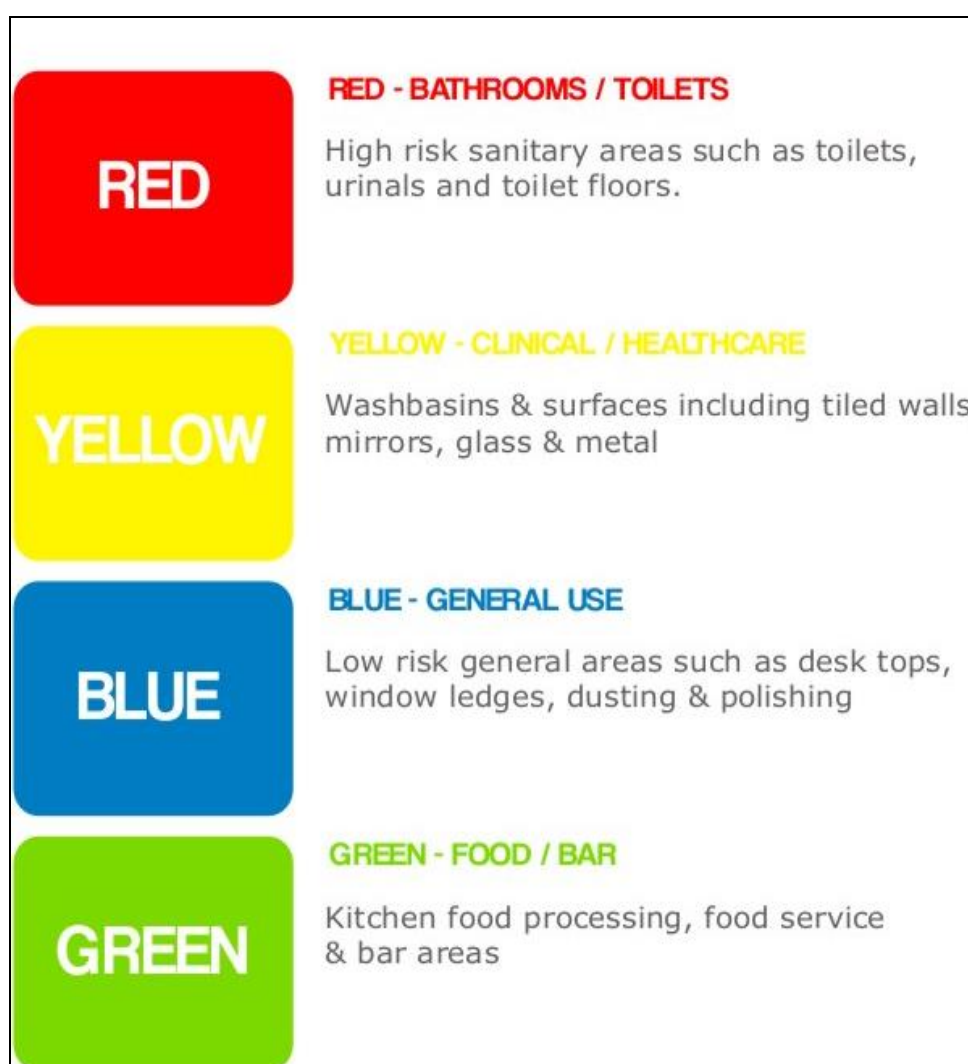 RED
RED - BATHROOMS / TOILETS
High risk sanitary areas such as toilets,
urinals and toilet floors.
YELLOW
YELLOW - CLINICAL / HEALTHCARE
Washbasins & surfaces including tiled walls
mirrors, glass & metal
BLUE
BLUE - GENERAL USE
Low risk general areas such as desk tops,
window ledges, dusting & polishing
GREEN
GREEN - FOOD / BAR
Kitchen food processing, food service
& bar areas